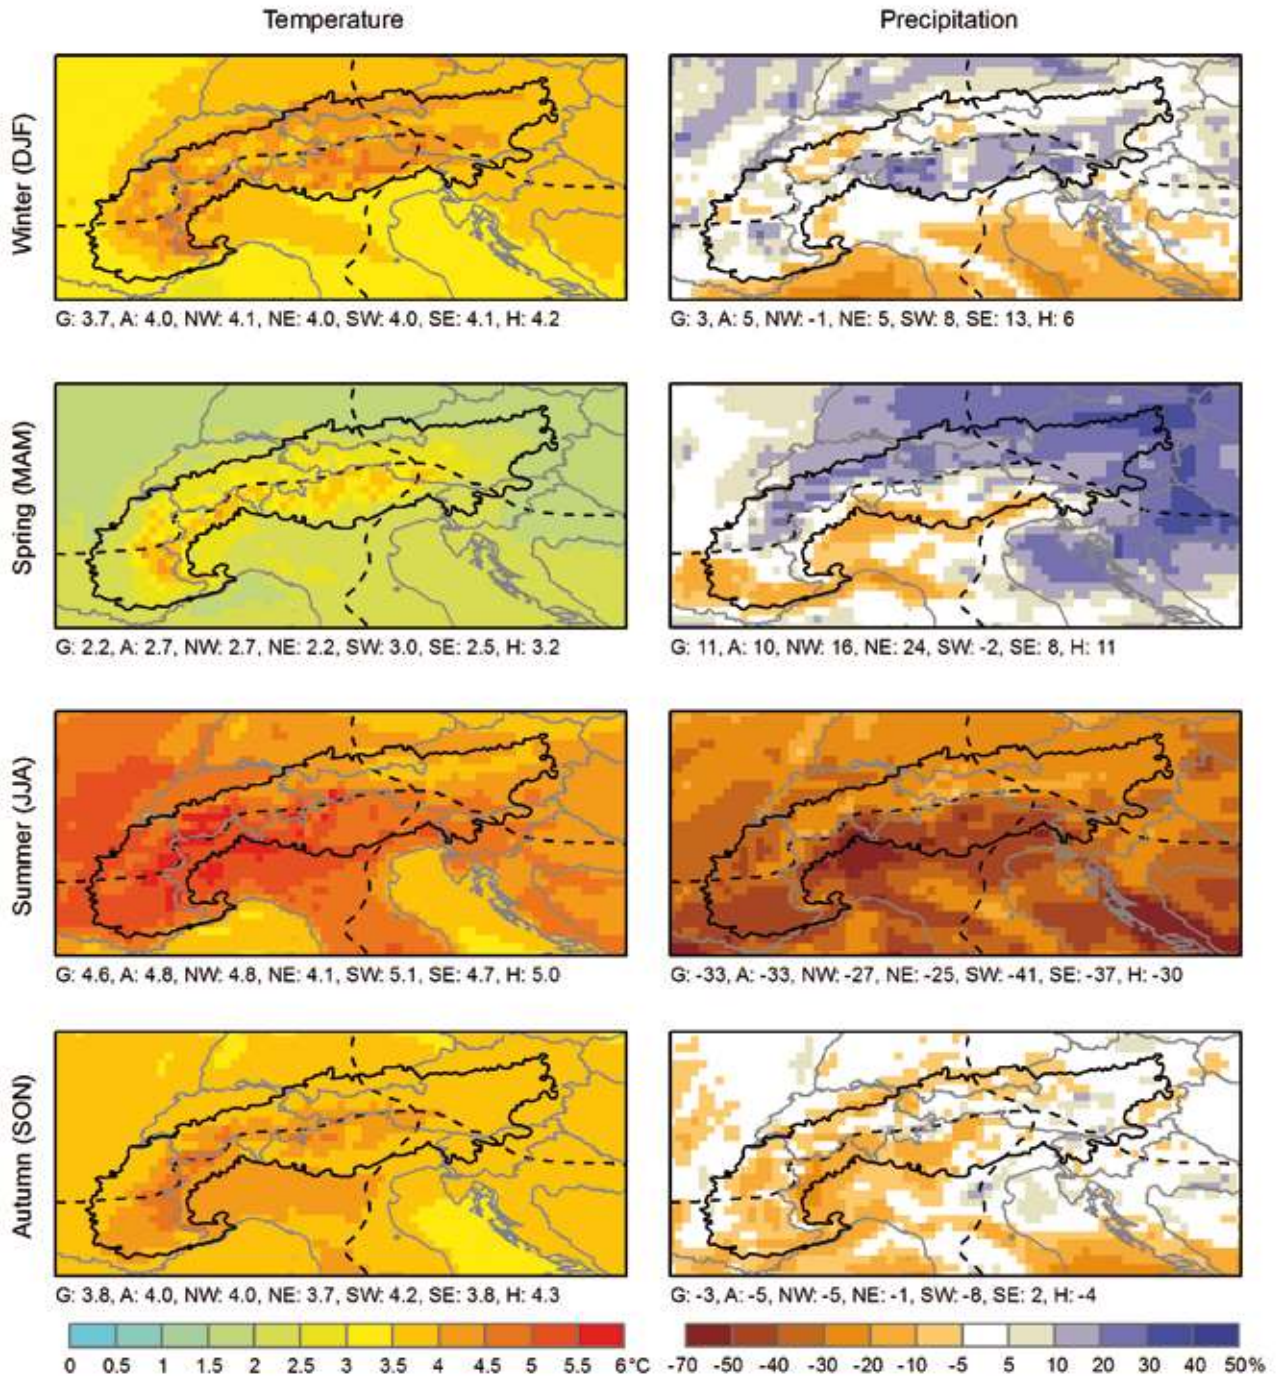 Temperature
Precipitation
Winter (DJF)
G: 3.7, A: 4.0, NW: 4.1, NE: 4.0, SW: 4.0, SE: 4.1, H: 4.2
G: 3, A: 5, NW: -1, NE: 5, SW: 8, SE: 13, H: 6
Spring (MAM)
G: 2.2, A: 2.7, NW: 2.7, NE: 2.2, SW: 3.0, SE: 2.5, H: 3.2
G: 11, A: 10, NW: 16, NE: 24, SW: -2, SE: 8, H: 11
Summer (JJA)
G: 4.6, A: 4.8, NW: 4.8, NE: 4.1, SW: 5.1, SE: 4.7, H: 5.0
G: -33, A: -33, NW: -27, NE: -25, SW: -41, SE: -37, H: -30
Autumn (SON)
G: 3.8, A: 4.0, NW: 4.0, NE: 3.7, SW: 4.2, SE: 3.8, H: 4.3
G: -3, A: -5, NW: -5, NE: -1, SW: -8, SE: 2, H: -4
0 0.5 1 1.5 2 2.5 3 3.5 4 4.5 5 5.5 6°C
-70 -50 -40 -30 -20 -10 -5 5 10 20 30 40 50%